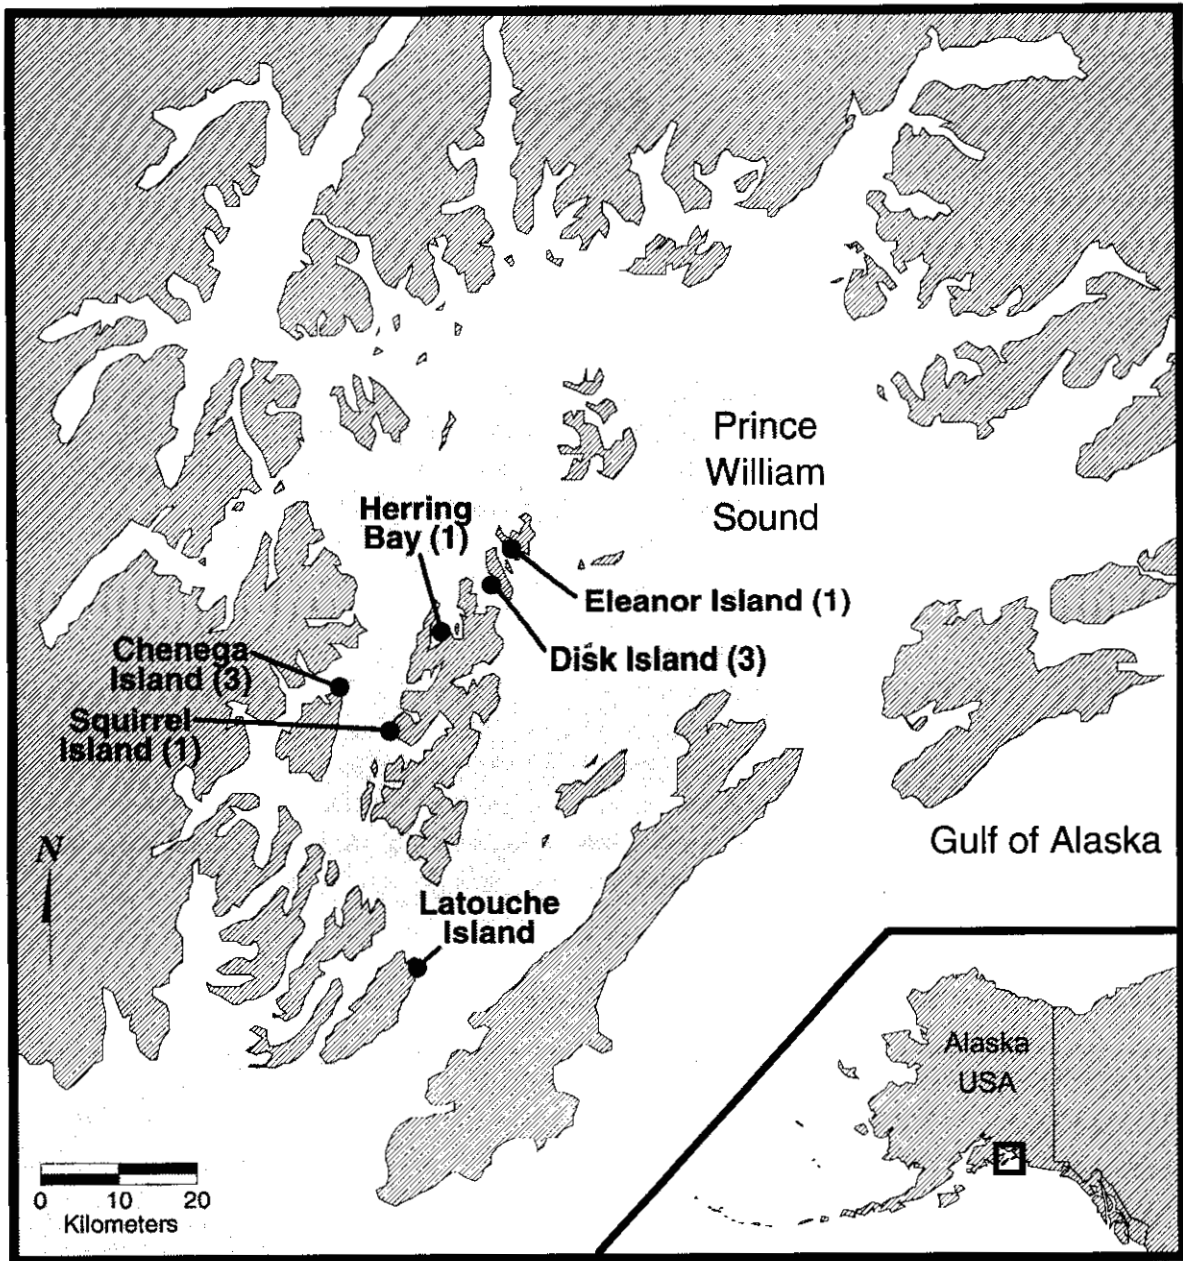 Prince
William
Sound
Herring
Bay (1)
Eleanor Island (1)
Disk Island (3)
Chenega
Island (3)
Squirrel
Island (1)
Gulf of Alaska
N
Latouche
Island
Alaska
USA
0 10 20
Kilometers